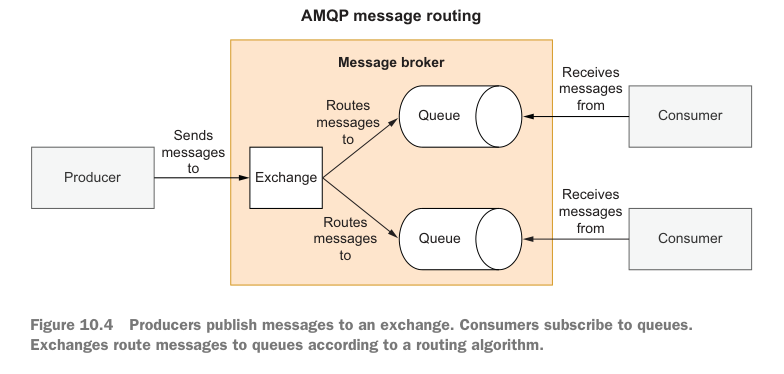 AMQP message routing
Message broker
Producer
Sends
messages
to
Exchange
Routes
messages
to
Queue
Receives
messages
from
Consumer
Routes
messages
to
Queue
Receives
messages
from
Consumer
Figure 10.4 Producers publish messages to an exchange. Consumers subscribe to queues.
Exchanges route messages to queues according to a routing algorithm.